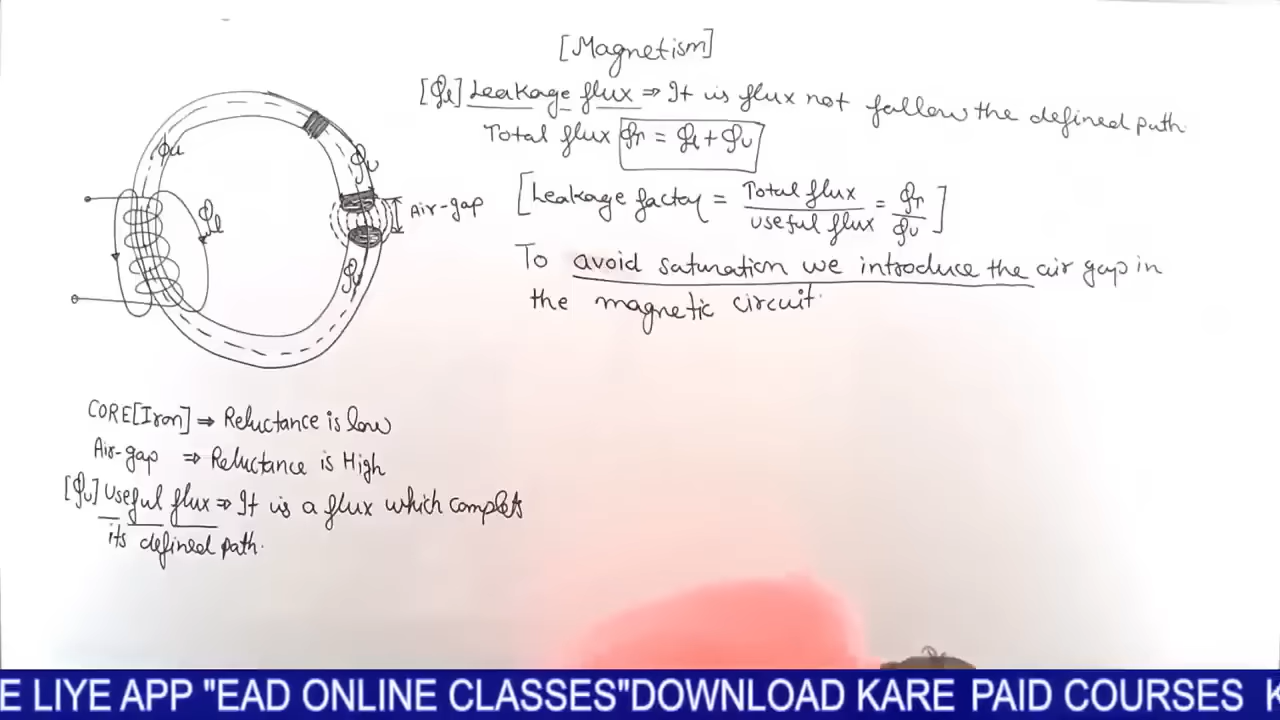 [Magnetism]
[φl] Leakage flux ⇒ It is flux not follow the defined path.
Total flux φT = φl + φu
[Leakage factor = Total flux / useful flux = φT / φu]
To avoid saturation we introduce the air gap in
the magnetic circuit.
φu
φu
φl
Air-gap
φu
CORE[Iron] ⇒ Reluctance is low
Air-gap ⇒ Reluctance is High
[φu] Useful flux ⇒ It is a flux which complets
its defined path.
E LIYE APP "EAD ONLINE CLASSES"DOWNLOAD KARE PAID COURSES K